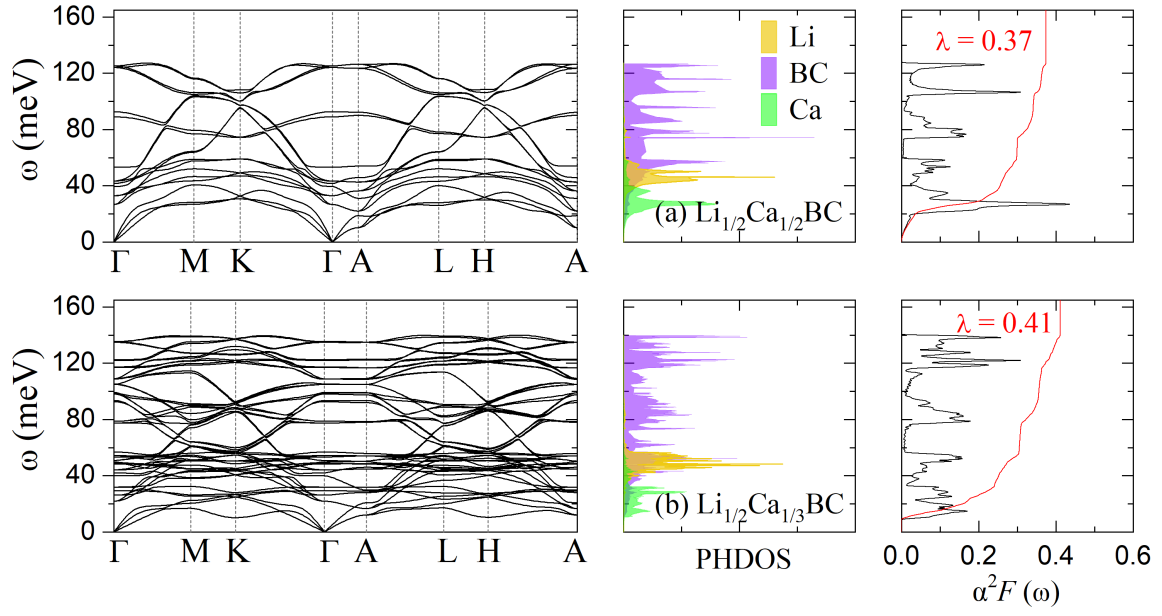 160
120
80
40
0
ω (meV)
Γ M K Γ A L H A
Li
BC
Ca
(a) Li1/2Ca1/2BC
λ = 0.37
160
120
80
40
0
ω (meV)
Γ M K Γ A L H A
(b) Li1/2Ca1/3BC
PHDOS
λ = 0.41
0.0 0.2 0.4 0.6
α²F (ω)